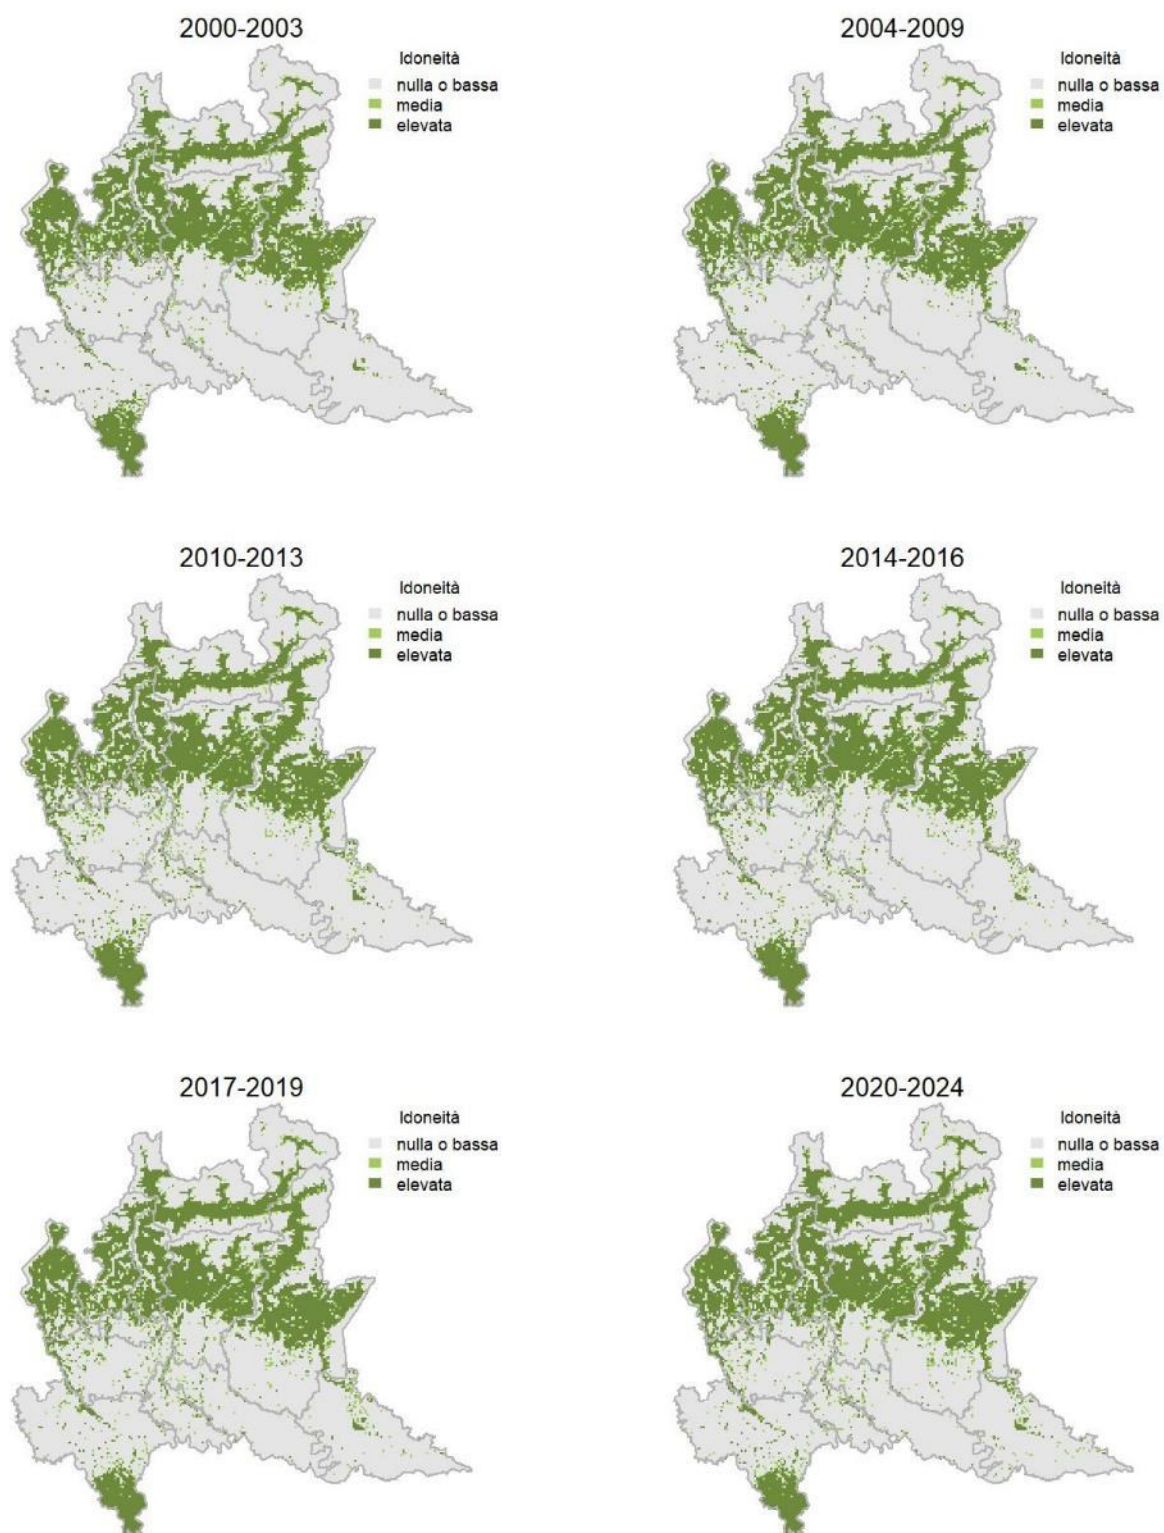 2000-2003
Idoneità
nulla o bassa
media
elevata
2004-2009
Idoneità
nulla o bassa
media
elevata
2010-2013
Idoneità
nulla o bassa
media
elevata
2014-2016
Idoneità
nulla o bassa
media
elevata
2017-2019
Idoneità
nulla o bassa
media
elevata
2020-2024
Idoneità
nulla o bassa
media
elevata